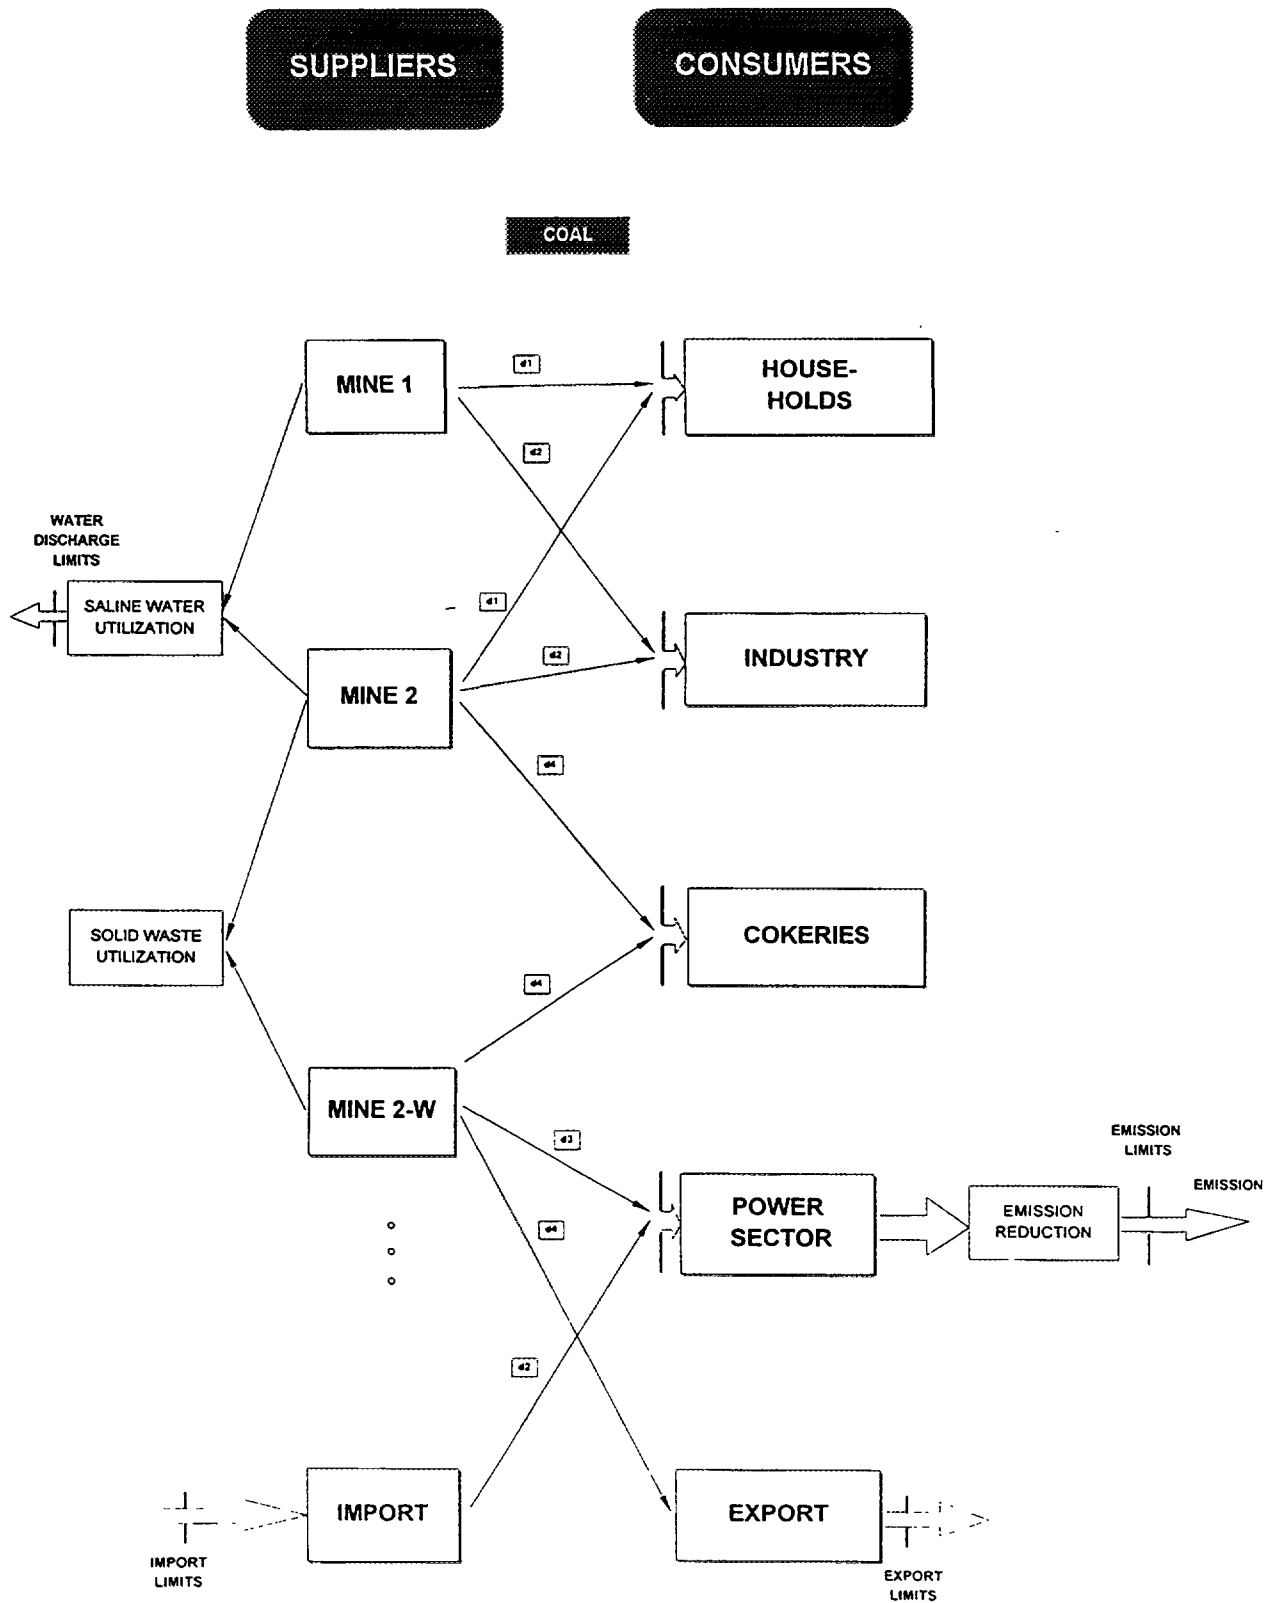 SUPPLIERS
CONSUMERS
COAL
MINE 1
d1
HOUSE-
HOLDS
d2
WATER
DISCHARGE
LIMITS
SALINE WATER
UTILIZATION
d1
MINE 2
d2
INDUSTRY
d4
SOLID WASTE
UTILIZATION
COKERIES
d4
MINE 2-W
d3
EMISSION
LIMITS
EMISSION
POWER
SECTOR
EMISSION
REDUCTION
d4
d2
IMPORT
EXPORT
IMPORT
LIMITS
EXPORT
LIMITS